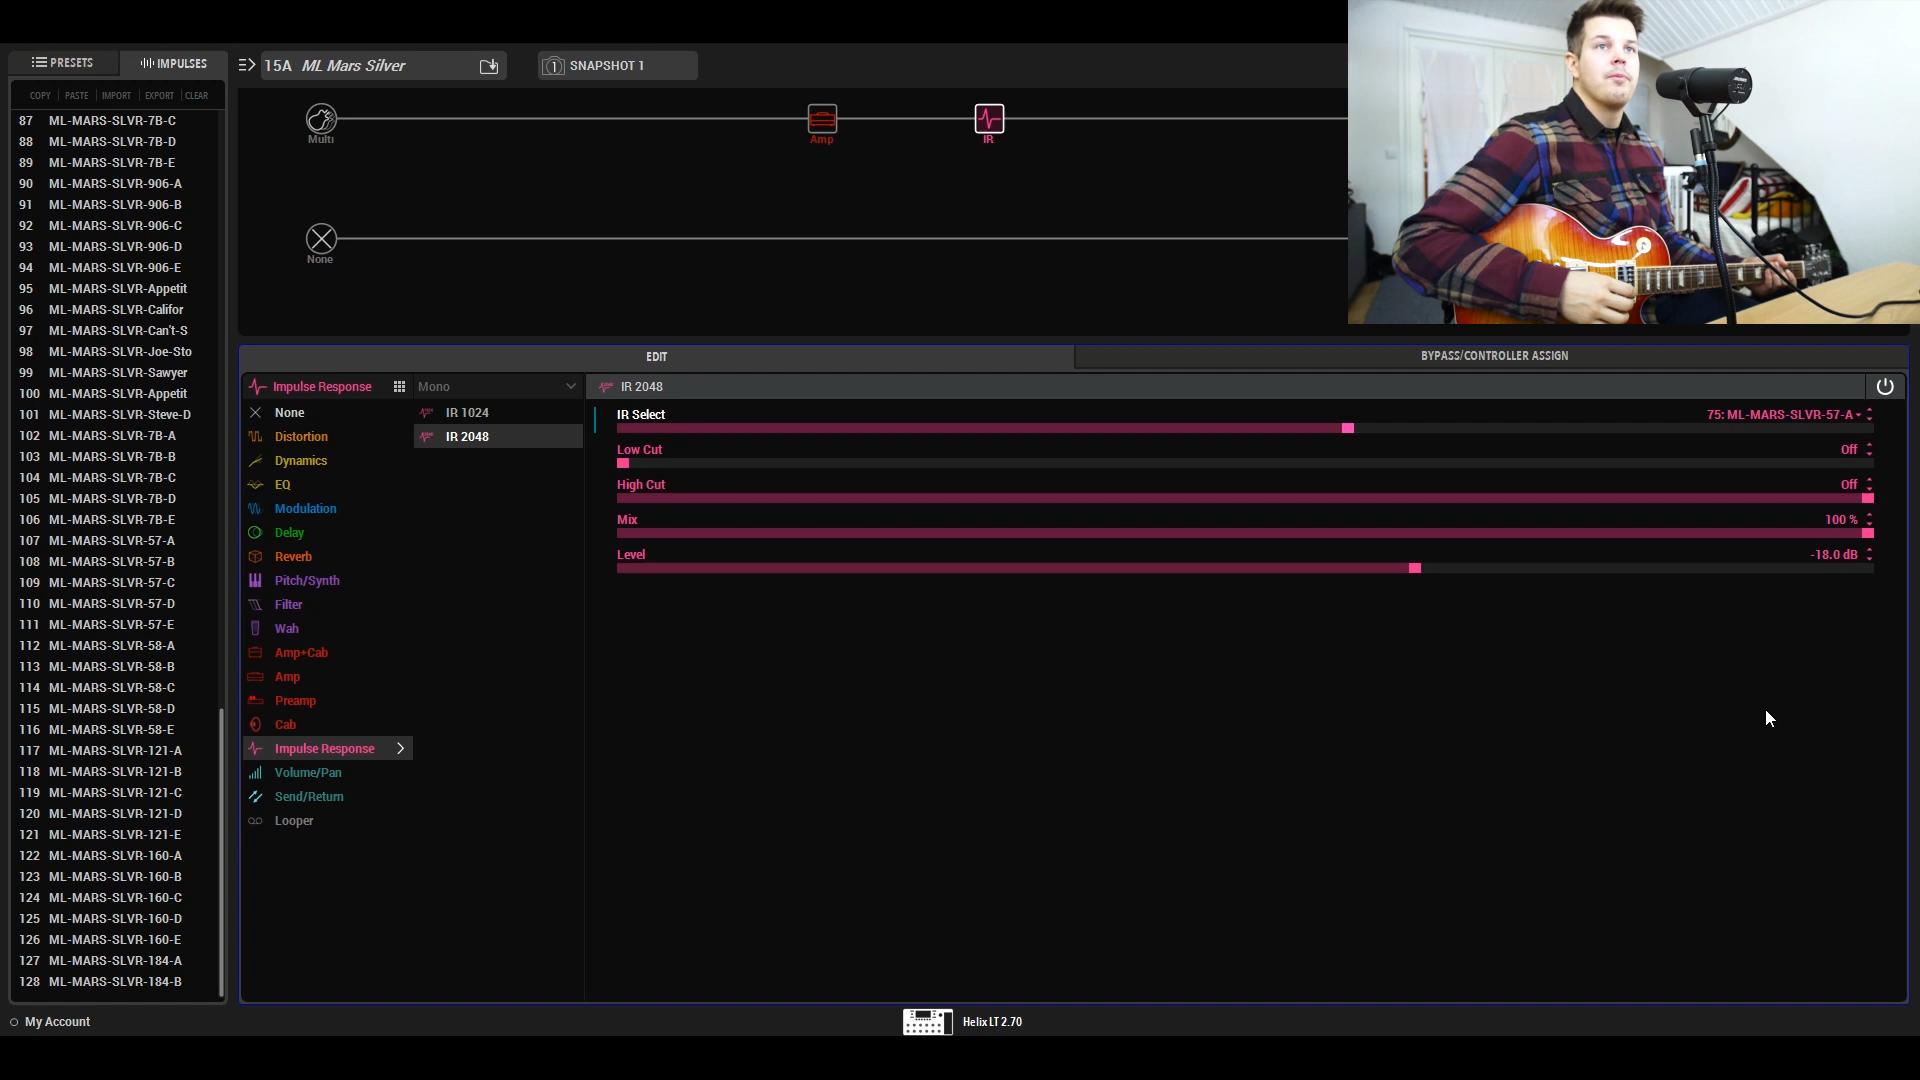 PRESETS
IMPULSES
15A ML Mars Silver
1 SNAPSHOT 1
COPY PASTE IMPORT EXPORT CLEAR
87 ML-MARS-SLVR-7B-C
88 ML-MARS-SLVR-7B-D
89 ML-MARS-SLVR-7B-E
90 ML-MARS-SLVR-906-A
91 ML-MARS-SLVR-906-B
92 ML-MARS-SLVR-906-C
93 ML-MARS-SLVR-906-D
94 ML-MARS-SLVR-906-E
95 ML-MARS-SLVR-Appetit
96 ML-MARS-SLVR-Califor
97 ML-MARS-SLVR-Can't-S
98 ML-MARS-SLVR-Joe-Sto
99 ML-MARS-SLVR-Sawyer
100 ML-MARS-SLVR-Appetit
101 ML-MARS-SLVR-Steve-D
102 ML-MARS-SLVR-7B-A
103 ML-MARS-SLVR-7B-B
104 ML-MARS-SLVR-7B-C
105 ML-MARS-SLVR-7B-D
106 ML-MARS-SLVR-7B-E
107 ML-MARS-SLVR-57-A
108 ML-MARS-SLVR-57-B
109 ML-MARS-SLVR-57-C
110 ML-MARS-SLVR-57-D
111 ML-MARS-SLVR-57-E
112 ML-MARS-SLVR-58-A
113 ML-MARS-SLVR-58-B
114 ML-MARS-SLVR-58-C
115 ML-MARS-SLVR-58-D
116 ML-MARS-SLVR-58-E
117 ML-MARS-SLVR-121-A
118 ML-MARS-SLVR-121-B
119 ML-MARS-SLVR-121-C
120 ML-MARS-SLVR-121-D
121 ML-MARS-SLVR-121-E
122 ML-MARS-SLVR-160-A
123 ML-MARS-SLVR-160-B
124 ML-MARS-SLVR-160-C
125 ML-MARS-SLVR-160-D
126 ML-MARS-SLVR-160-E
127 ML-MARS-SLVR-184-A
128 ML-MARS-SLVR-184-B
Multi
Amp
IR
None
EDIT
BYPASS/CONTROLLER ASSIGN
Impulse Response
Mono
IR 2048
None
Distortion
Dynamics
EQ
Modulation
Delay
Reverb
Pitch/Synth
Filter
Wah
Amp+Cab
Amp
Preamp
Cab
Impulse Response
Volume/Pan
Send/Return
Looper
IR 1024
IR 2048
IR Select 75: ML-MARS-SLVR-57-A
Low Cut Off
High Cut Off
Mix 100 %
Level -18.0 dB
My Account
Helix LT 2.70